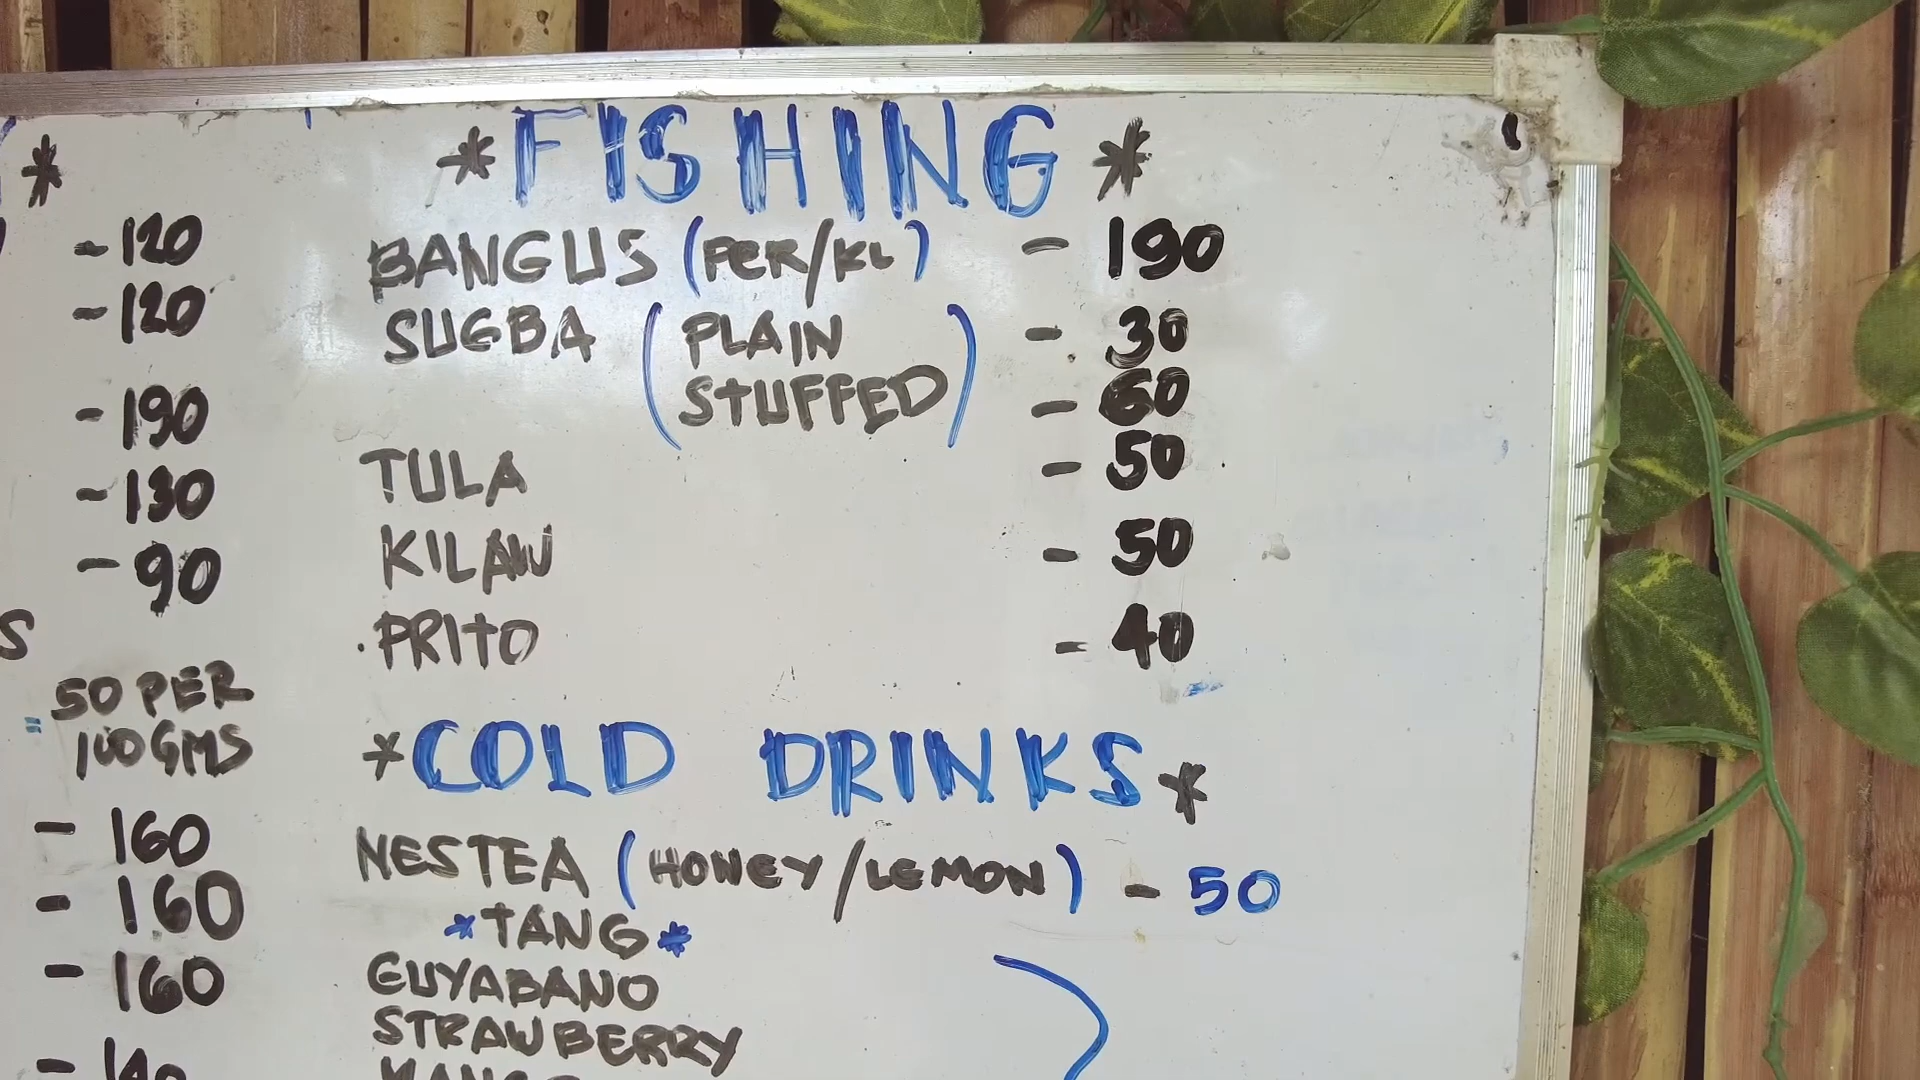 - 120
- 120
- 190
- 130
- 90
S
= 50 PER
100 GMS
- 160
- 160
- 160
- 140
* FISHING *
BANGUS (PER/KL) - 190
SUGBA (PLAIN - 30
STUFFED) - 60
TULA - 50
KILAW - 50
PRITO - 40
* COLD DRINKS *
NESTEA (HONEY/LEMON) - 50
* TANG *
GUYABANO
STRAWBERRY